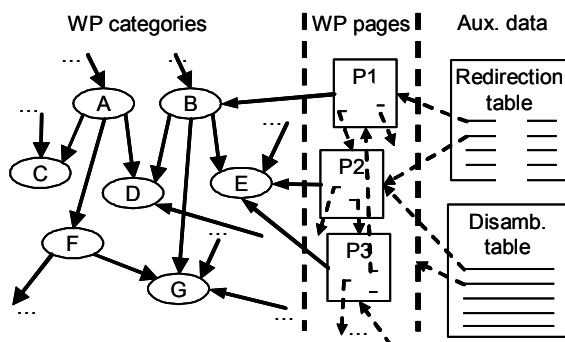 WP categories
WP pages
Aux. data
...
...
P1
Redirection
table
A
B
...
...
P2
C
D
E
Disamb.
table
F
...
P3
G
...
...
...